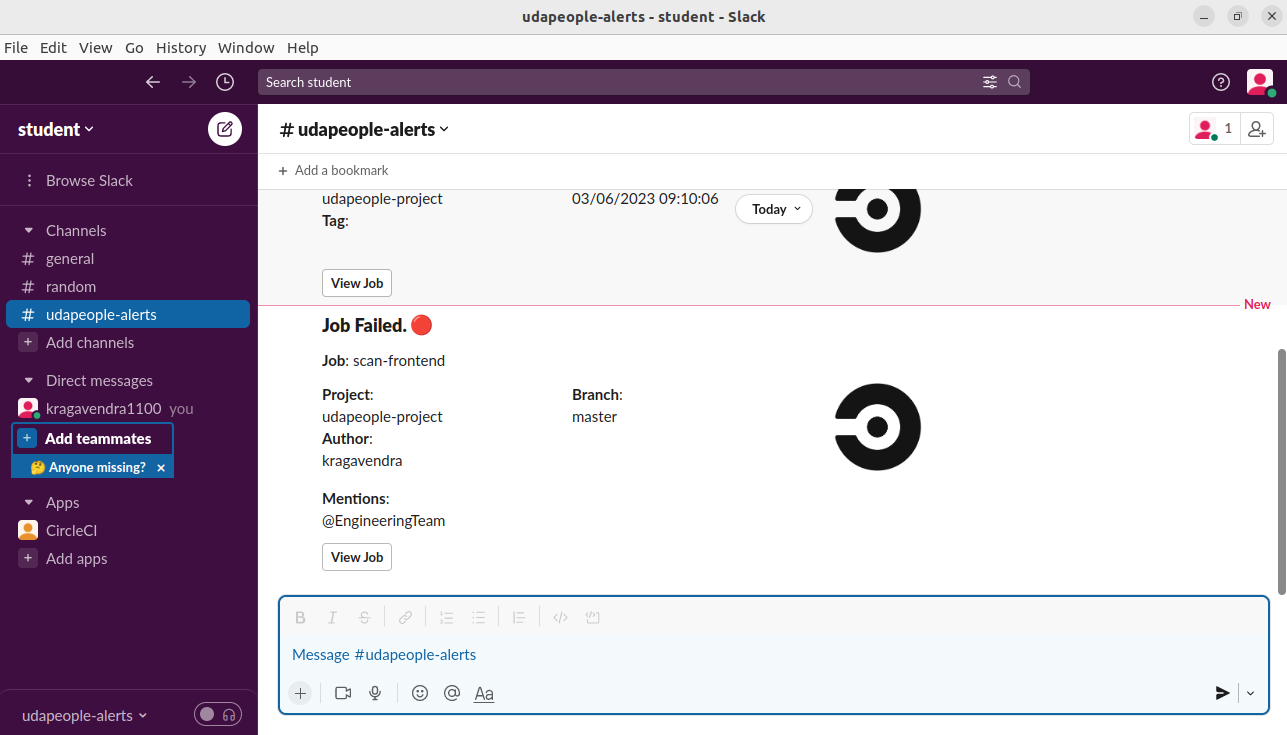 udapeople-alerts - student - Slack
File Edit View Go History Window Help
Search student
student
# udapeople-alerts
1
+ Add a bookmark
Browse Slack
Channels
# general
# random
# udapeople-alerts
+ Add channels
Direct messages
kragavendra1100 you
+ Add teammates
🤔 Anyone missing? ×
Apps
CircleCI
+ Add apps
udapeople-alerts
udapeople-project 03/06/2023 09:10:06
Today
Tag:
View Job
New
Job Failed. 🔴
Job: scan-frontend
Project: Branch:
udapeople-project master
Author:
kragavendra
Mentions:
@EngineeringTeam
View Job
B I S
Message #udapeople-alerts
+ @ Aa